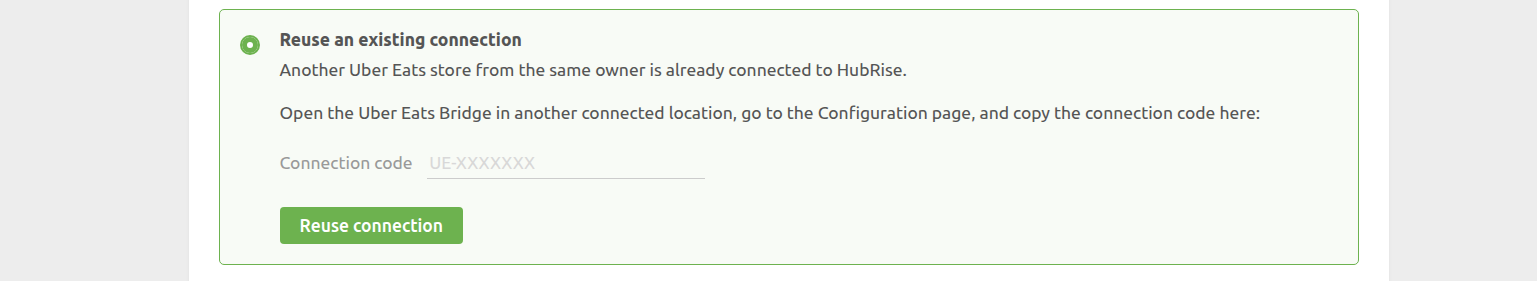 Reuse an existing connection
Another Uber Eats store from the same owner is already connected to HubRise.
Open the Uber Eats Bridge in another connected location, go to the Configuration page, and copy the connection code here:
Connection code UE-XXXXXXX
Reuse connection